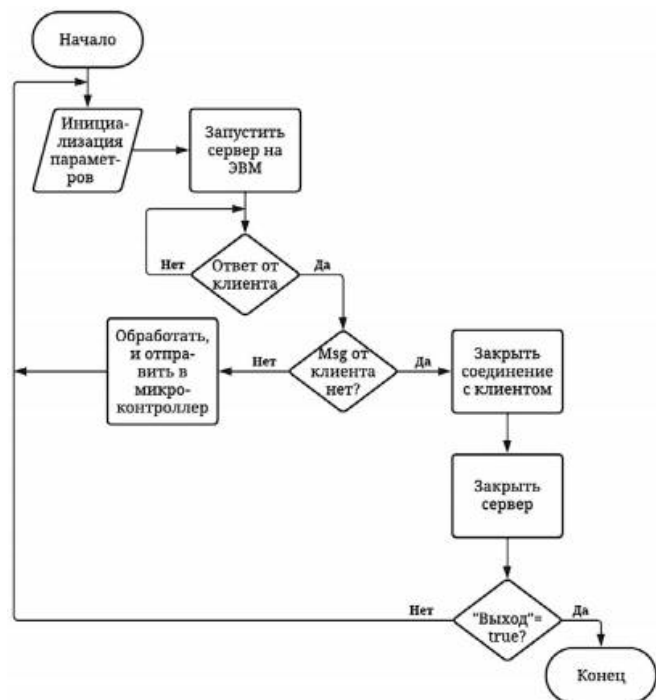 Начало
Инициа-
лизация
парамет-
ров
Запустить
сервер на
ЭВМ
Нет
Ответ от
клиента
Да
Обработать,
и отпра-
вить в
микро-
контроллер
Нет
Msg от
клиента
нет?
Да
Закрыть
соединение
с клиентом
Закрыть
сервер
Нет
"Выход"=
true?
Да
Конец